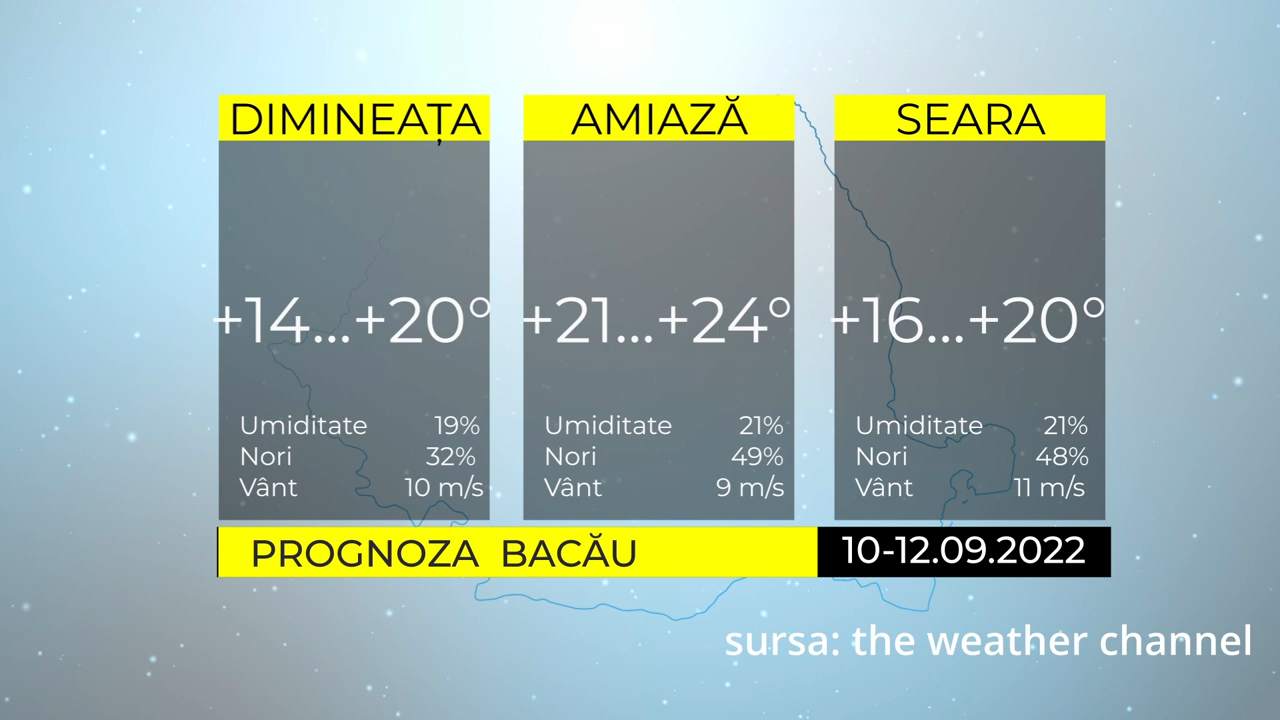 DIMINEAȚA
+14...+20°
Umiditate 19%
Nori 32%
Vânt 10 m/s
AMIAZĂ
+21...+24°
Umiditate 21%
Nori 49%
Vânt 9 m/s
SEARA
+16...+20°
Umiditate 21%
Nori 48%
Vânt 11 m/s
PROGNOZA BACĂU
10-12.09.2022
sursa: the weather channel